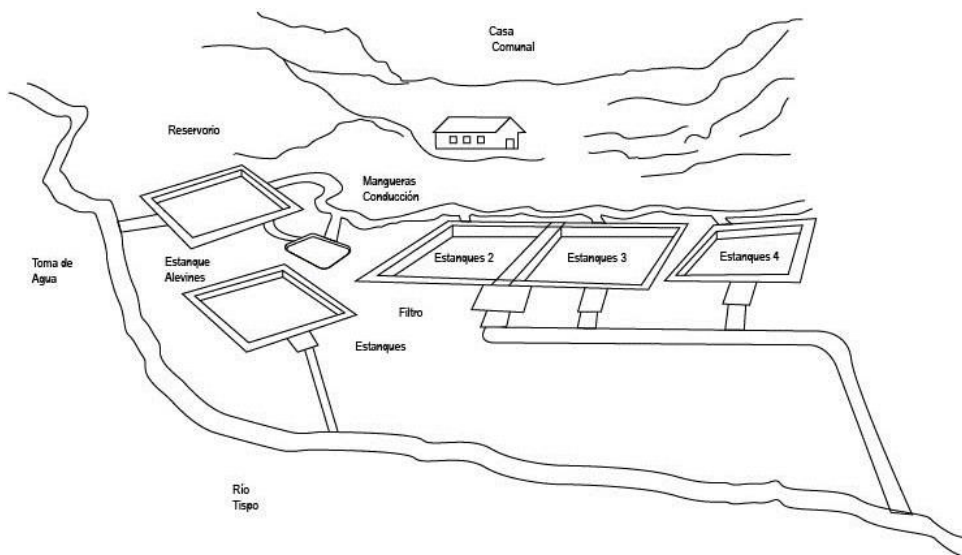 Casa
Comunal
Reservorio
Mangueras
Conducción
Toma de
Agua
Estanque
Alevines
Estanques 2
Estanques 3
Estanques 4
Filtro
Estanques
Río
Tispo